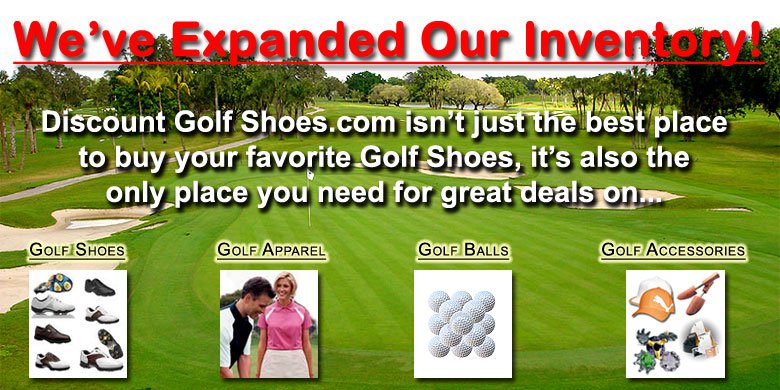 We've Expanded Our Inventory!
Discount Golf Shoes.com isn't just the best place
to buy your favorite Golf Shoes, it's also the
only place you need for great deals on...
Golf Shoes Golf Apparel Golf Balls Golf Accessories